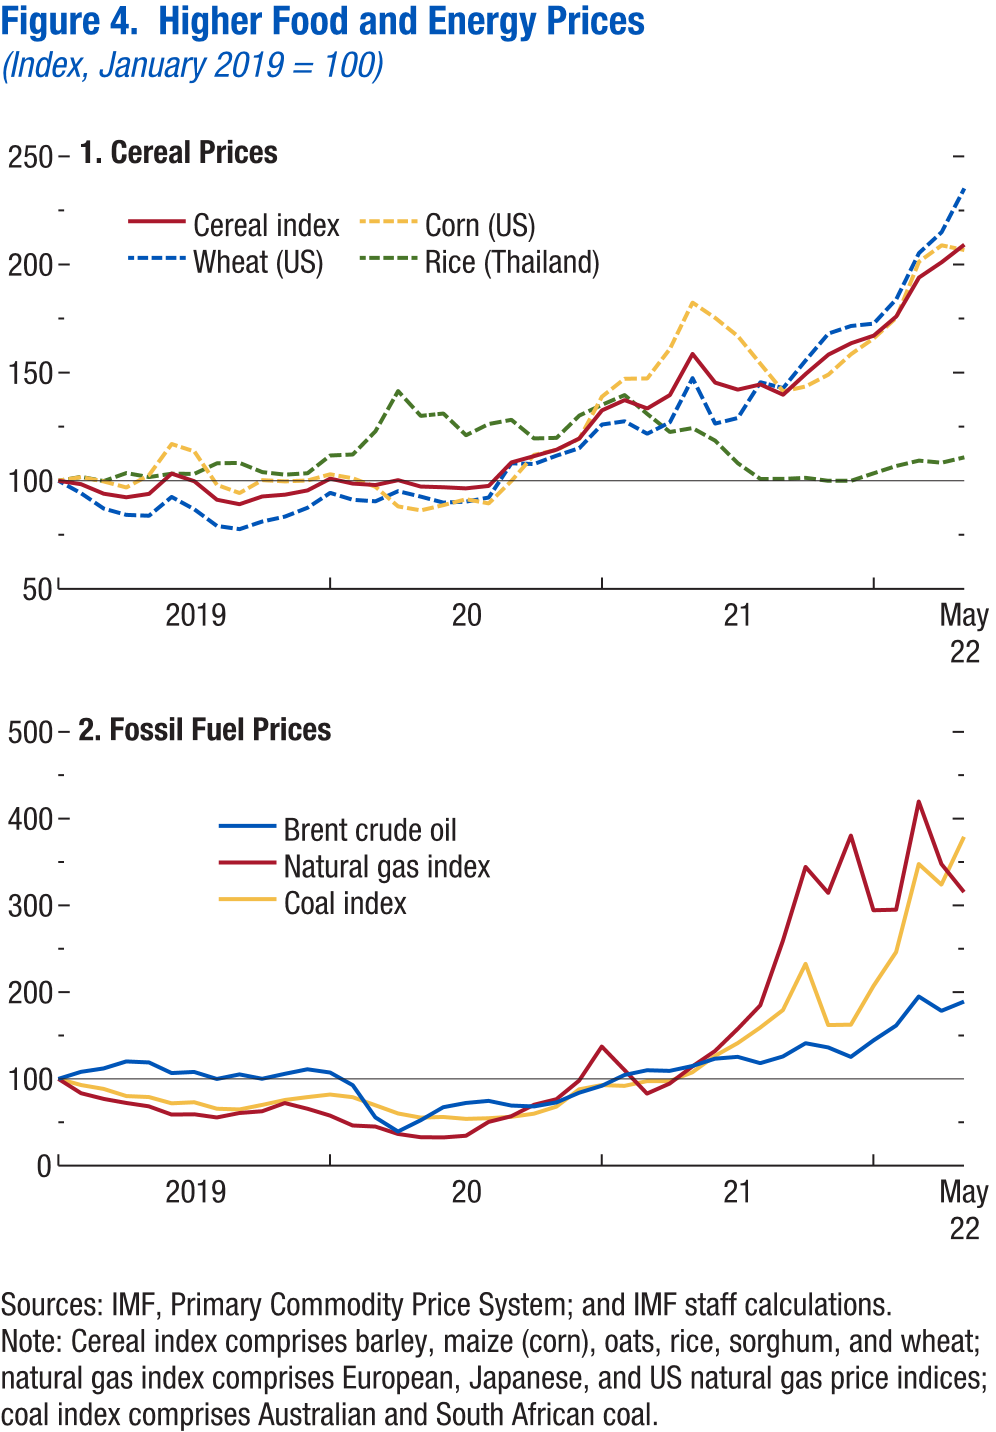 Figure 4.  Higher Food and Energy Prices
(Index, January 2019 = 100)
250
1. Cereal Prices
Cereal index
Corn (US)
Wheat (US)
Rice (Thailand)
200
150
100
50
2019
20
21
May
22
500
2. Fossil Fuel Prices
400
Brent crude oil
Natural gas index
Coal index
300
200
100
0
2019
20
21
May
22
Sources: IMF, Primary Commodity Price System; and IMF staff calculations.
Note: Cereal index comprises barley, maize (corn), oats, rice, sorghum, and wheat;
natural gas index comprises European, Japanese, and US natural gas price indices;
coal index comprises Australian and South African coal.